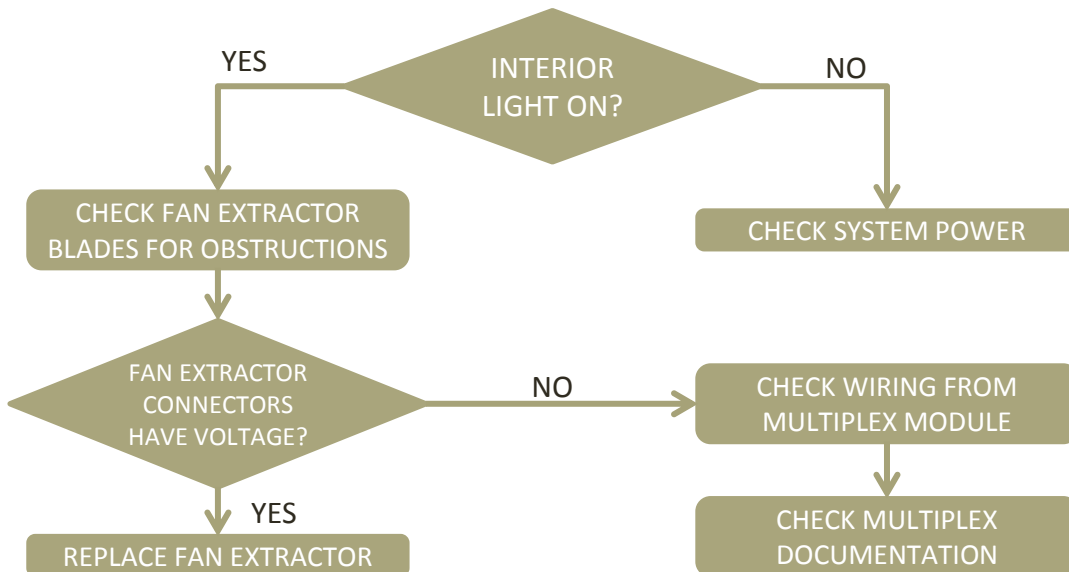 INTERIOR
LIGHT ON?
YES
NO
CHECK FAN EXTRACTOR
BLADES FOR OBSTRUCTIONS
CHECK SYSTEM POWER
FAN EXTRACTOR
CONNECTORS
HAVE VOLTAGE?
NO
CHECK WIRING FROM
MULTIPLEX MODULE
YES
REPLACE FAN EXTRACTOR
CHECK MULTIPLEX
DOCUMENTATION